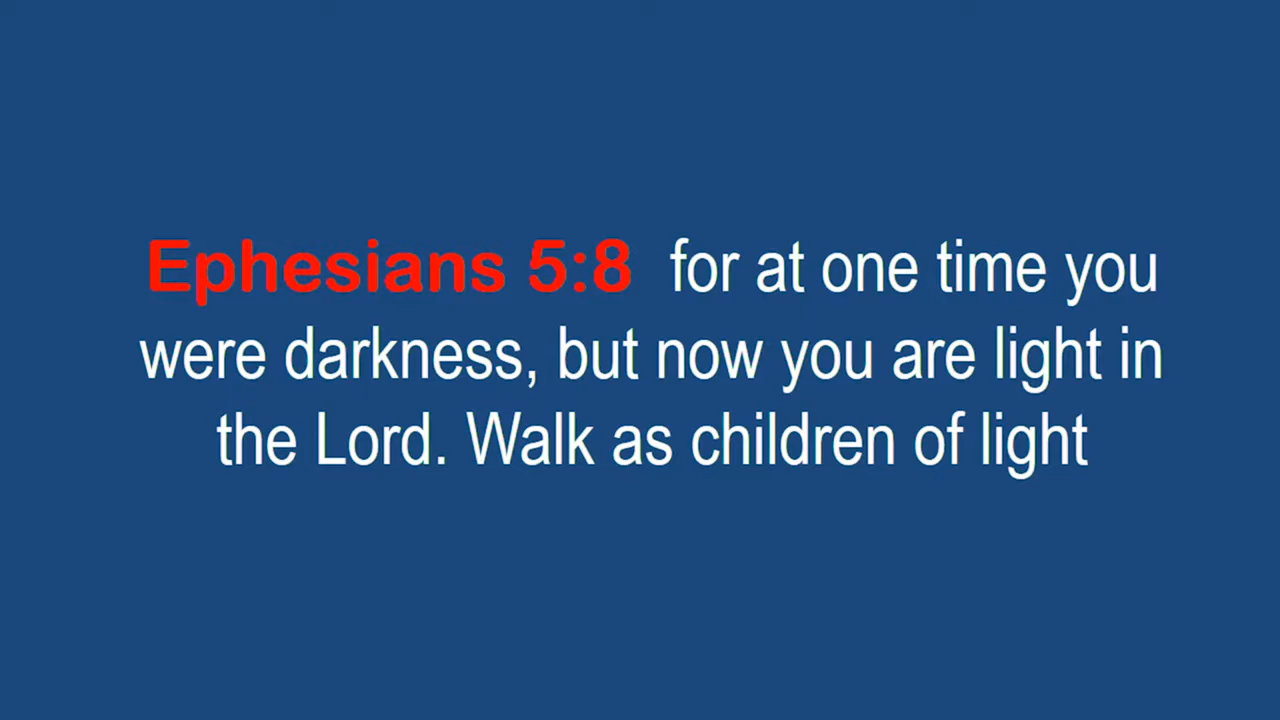 Ephesians 5:8 for at one time you
were darkness, but now you are light in
the Lord. Walk as children of light